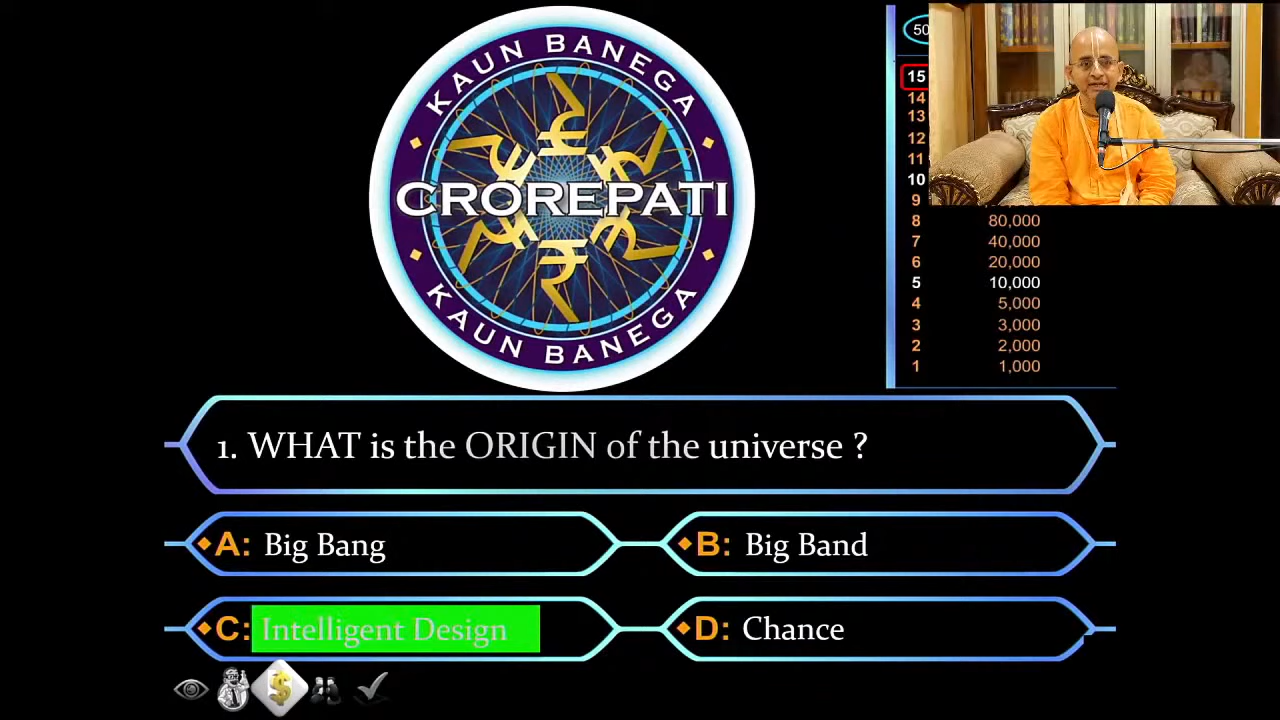 KAUN BANEGA
CROREPATI
KAUN BANEGA
50
15
14
13
12
11
10
9
8 80,000
7 40,000
6 20,000
5 10,000
4 5,000
3 3,000
2 2,000
1 1,000
1. WHAT is the ORIGIN of the universe ?
A: Big Bang
B: Big Band
C: Intelligent Design
D: Chance